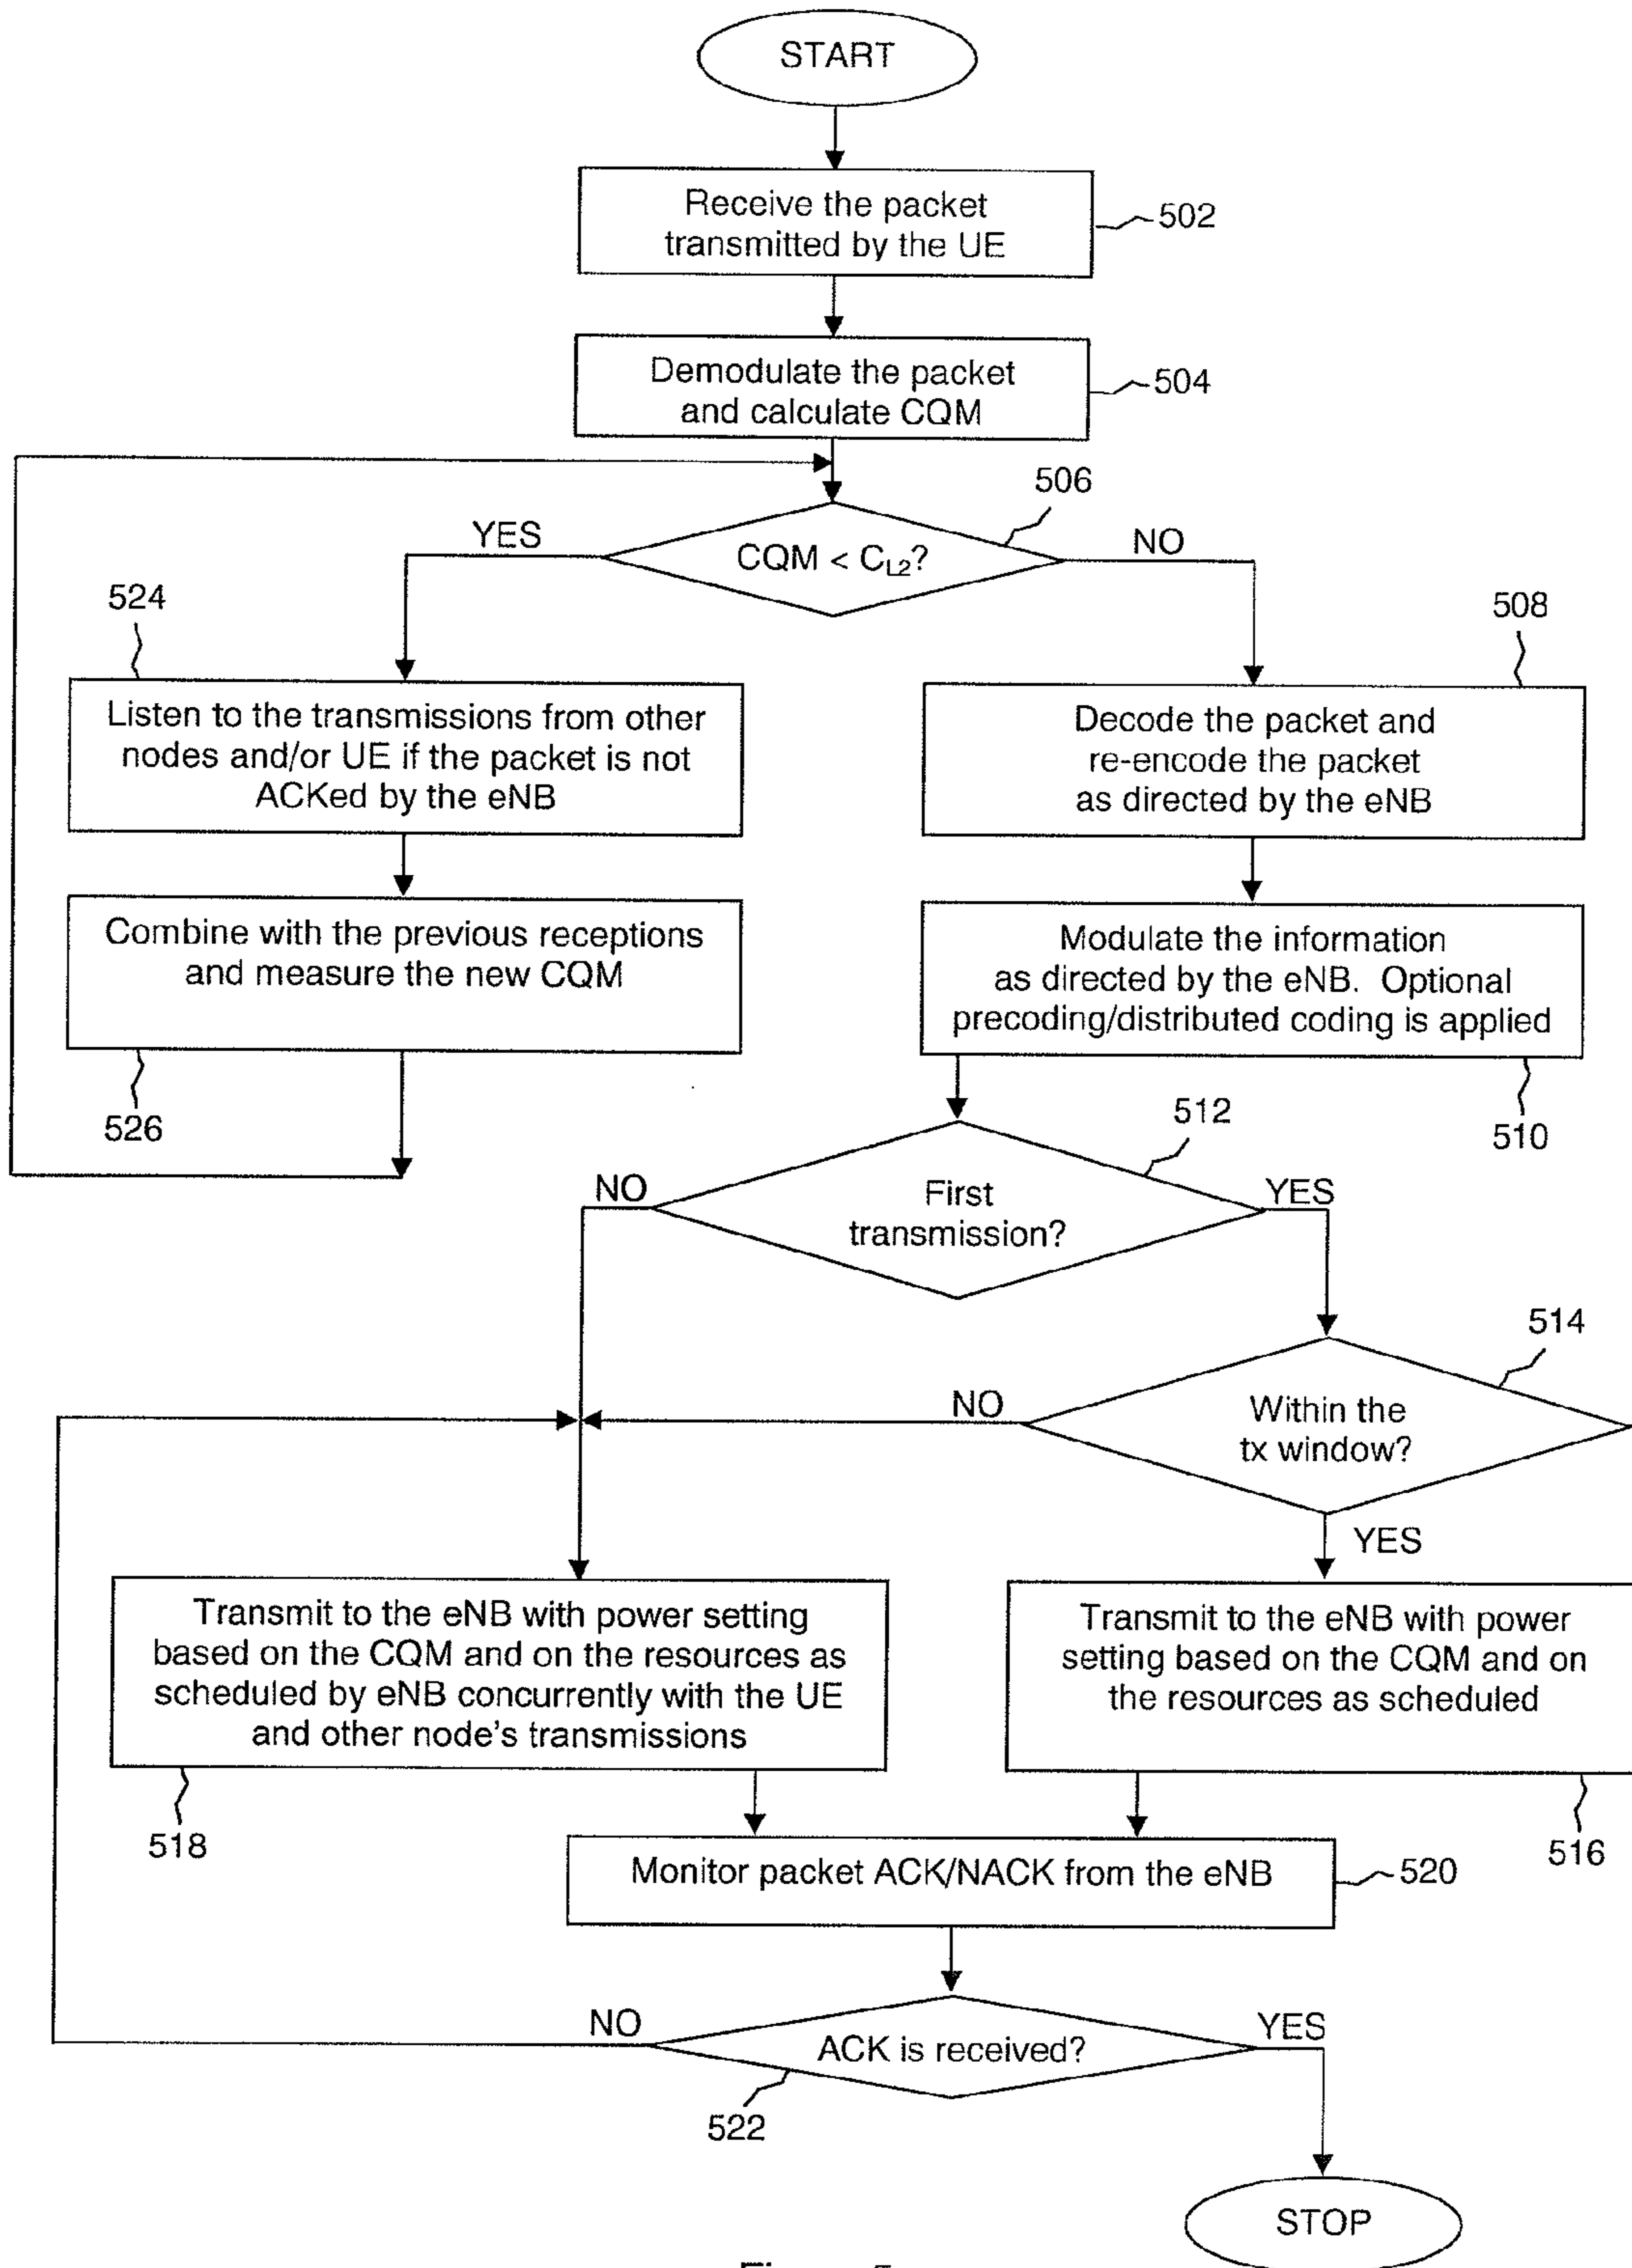 START
Receive the packet
transmitted by the UE
502
Demodulate the packet
and calculate CQM
504
506
YES
CQM < CL2?
NO
524
508
Listen to the transmissions from other
nodes and/or UE if the packet is not
ACKed by the eNB
Decode the packet and
re-encode the packet
as directed by the eNB
Combine with the previous receptions
and measure the new CQM
Modulate the information
as directed by the eNB. Optional
precoding/distributed coding is applied
526
510
512
NO
First
transmission?
YES
514
NO
Within the
tx window?
YES
Transmit to the eNB with power setting
based on the CQM and on the resources as
scheduled by eNB concurrently with the UE
and other node's transmissions
Transmit to the eNB with power
setting based on the CQM and on
the resources as scheduled
518
516
Monitor packet ACK/NACK from the eNB
520
NO
ACK is received?
YES
522
STOP